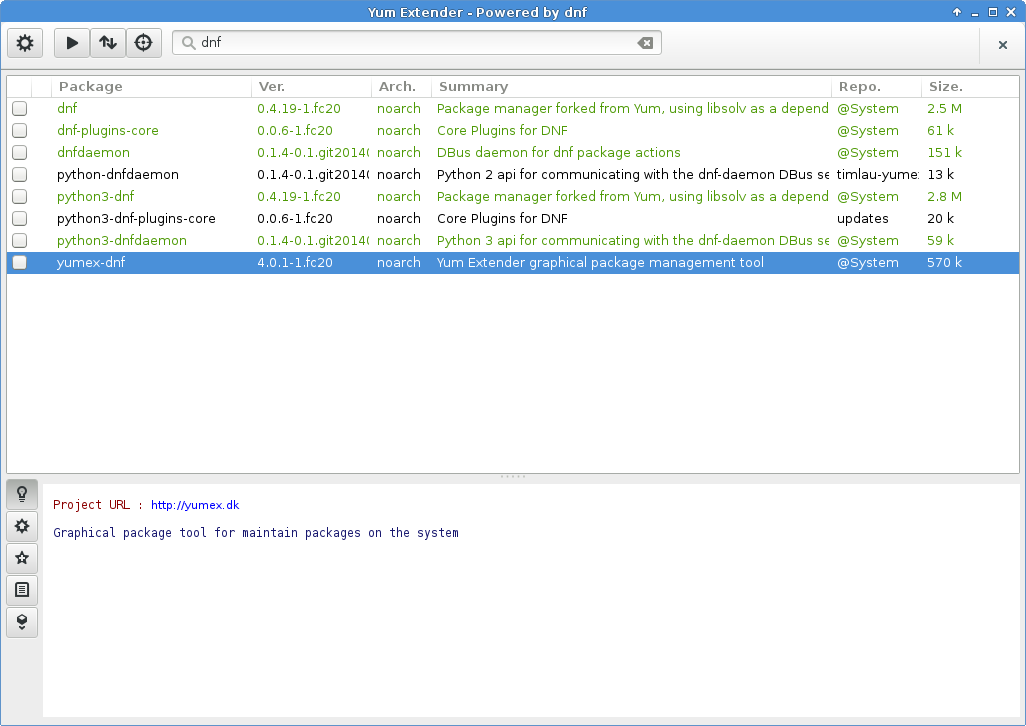 Yum Extender - Powered by dnf
dnf
Package Ver. Arch. Summary Repo. Size.
dnf 0.4.19-1.fc20 noarch Package manager forked from Yum, using libsolv as a depend @System 2.5 M
dnf-plugins-core 0.0.6-1.fc20 noarch Core Plugins for DNF @System 61 k
dnfdaemon 0.1.4-0.1.git20140 noarch DBus daemon for dnf package actions @System 151 k
python-dnfdaemon 0.1.4-0.1.git20140 noarch Python 2 api for communicating with the dnf-daemon DBus se timlau-yume: 13 k
python3-dnf 0.4.19-1.fc20 noarch Package manager forked from Yum, using libsolv as a depend @System 2.8 M
python3-dnf-plugins-core 0.0.6-1.fc20 noarch Core Plugins for DNF updates 20 k
python3-dnfdaemon 0.1.4-0.1.git20140 noarch Python 3 api for communicating with the dnf-daemon DBus se @System 59 k
yumex-dnf 4.0.1-1.fc20 noarch Yum Extender graphical package management tool @System 570 k
Project URL : http://yumex.dk
Graphical package tool for maintain packages on the system